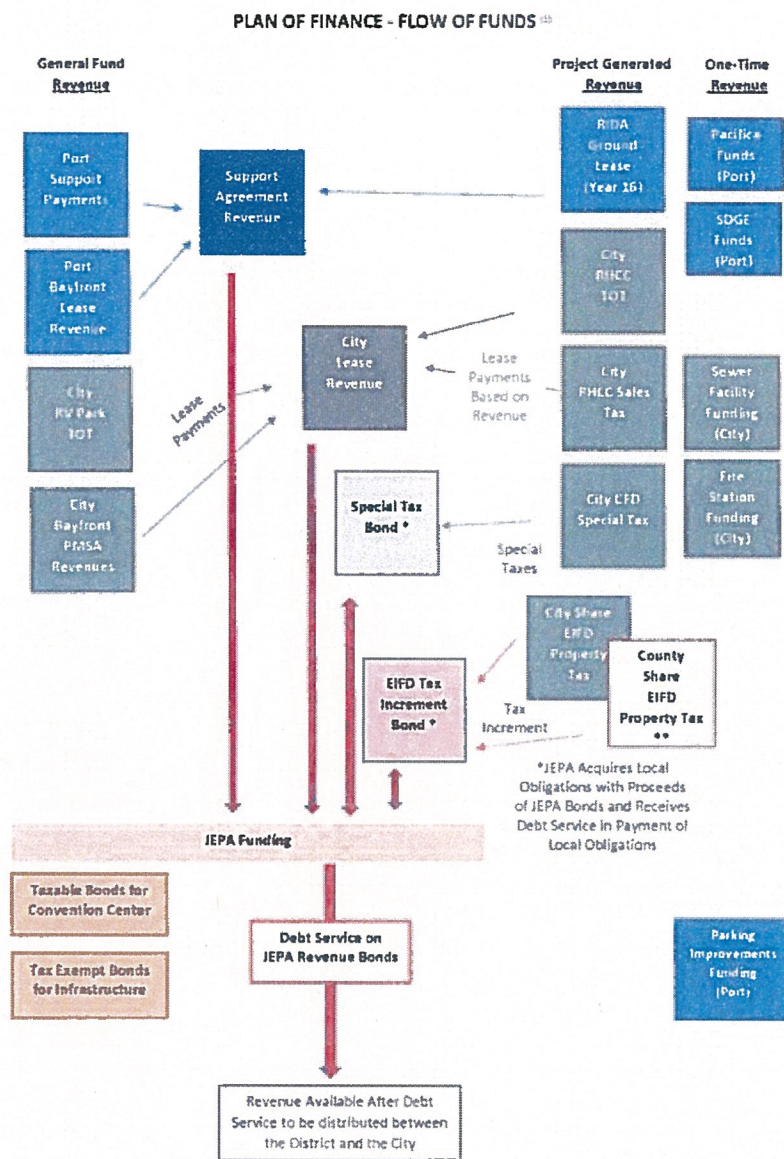 PLAN OF FINANCE - FLOW OF FUNDS
General Fund
Revenue
Project Generated
Revenue
One-Time
Revenue
Port
Support
Payments
Support
Agreement
Revenue
RIDA
Ground
Lease
(Year 16)
Pacifica
Funds
(Port)
Port
Bayfront
Lease
Revenue
SDGE
Funds
(Port)
City
RHCC
TOT
City
Lease
Revenue
City
RV Park
TOT
Lease
Payments
Lease
Payments
Based on
Revenue
City
RHCC Sales
Tax
Sewer
Facility
Funding
(City)
City
Bayfront
PMSA
Revenues
Special Tax
Bond *
Special
Taxes
City CFD
Special Tax
Fire
Station
Funding
(City)
EIFD Tax
Increment
Bond *
Tax
Increment
City Share
EIFD
Property
Tax
County
Share
EIFD
Property Tax
**
*JEPA Acquires Local
Obligations with Proceeds
of JEPA Bonds and Receives
Debt Service in Payment of
Local Obligations
JEPA Funding
Taxable Bonds for
Convention Center
Tax Exempt Bonds
for Infrastructure
Debt Service on
JEPA Revenue Bonds
Parking
Improvements
Funding
(Port)
Revenue Available After Debt
Service to be distributed between
the District and the City